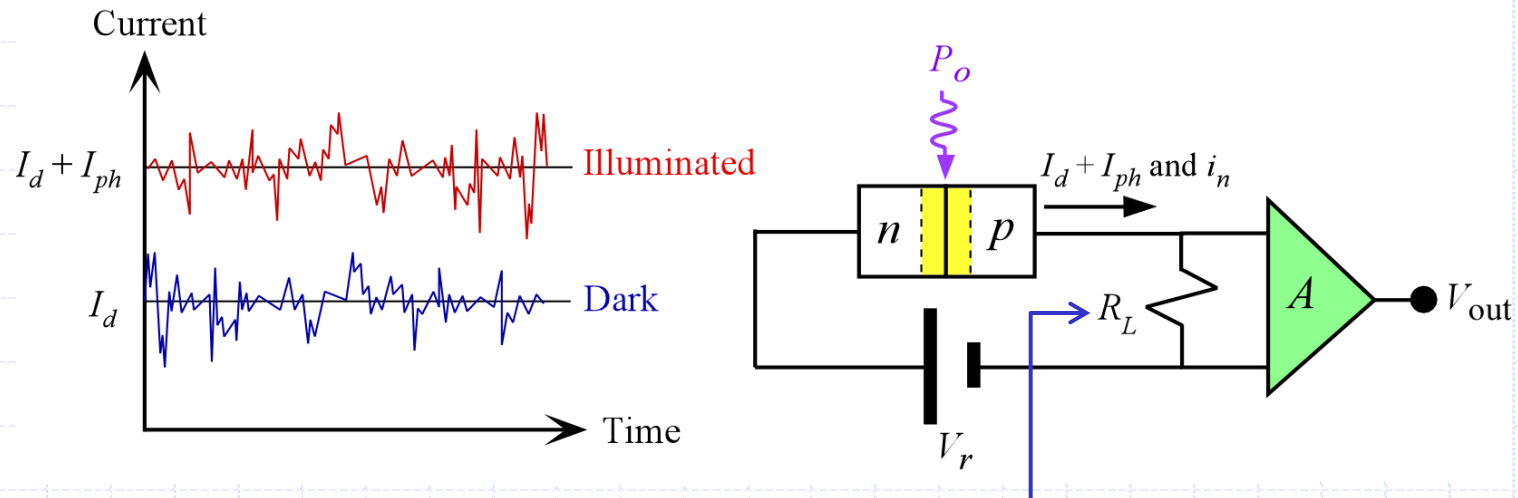 Current
I_d + I_ph
Illuminated
I_d
Dark
Time
P_o
I_d + I_ph and i_n
n
p
R_L
A
V_out
V_r